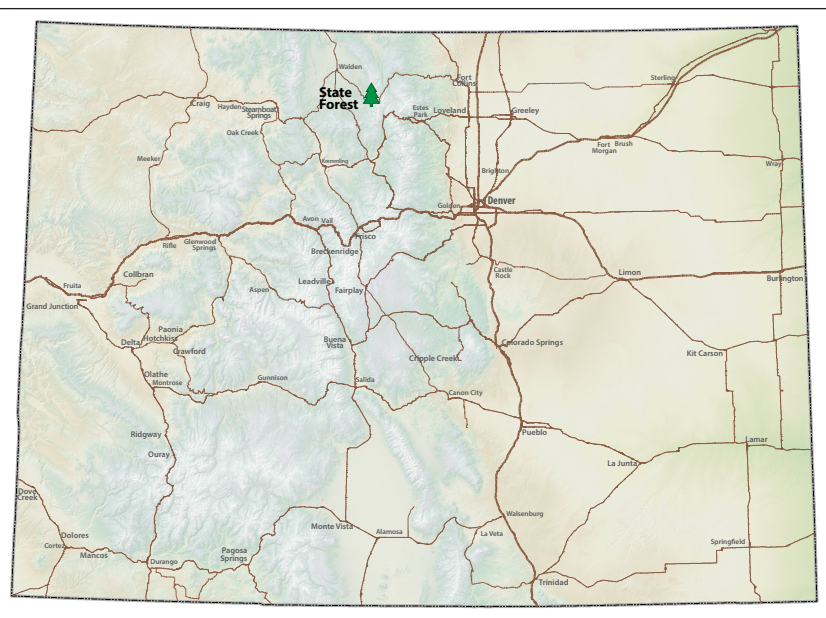 Walden
Fort
Collins
Sterling
State
Forest
Craig
Hayden
Steamboat
Springs
Estes
Park
Loveland
Greeley
Oak Creek
Fort
Morgan
Brush
Meeker
Kremmling
Wray
Brighton
Golden
Denver
Avon
Vail
Frisco
Rifle
Glenwood
Springs
Breckenridge
Castle
Rock
Limon
Burlington
Collbran
Fruita
Leadville
Aspen
Fairplay
Grand Junction
Paonia
Hotchkiss
Delta
Crawford
Buena
Vista
Colorado Springs
Cripple Creek
Kit Carson
Olathe
Montrose
Gunnison
Salida
Canon City
Ridgway
Pueblo
Lamar
Ouray
La Junta
Dove
Creek
Walsenburg
Monte Vista
Alamosa
La Veta
Dolores
Cortez
Mancos
Springfield
Pagosa
Springs
Durango
Trinidad